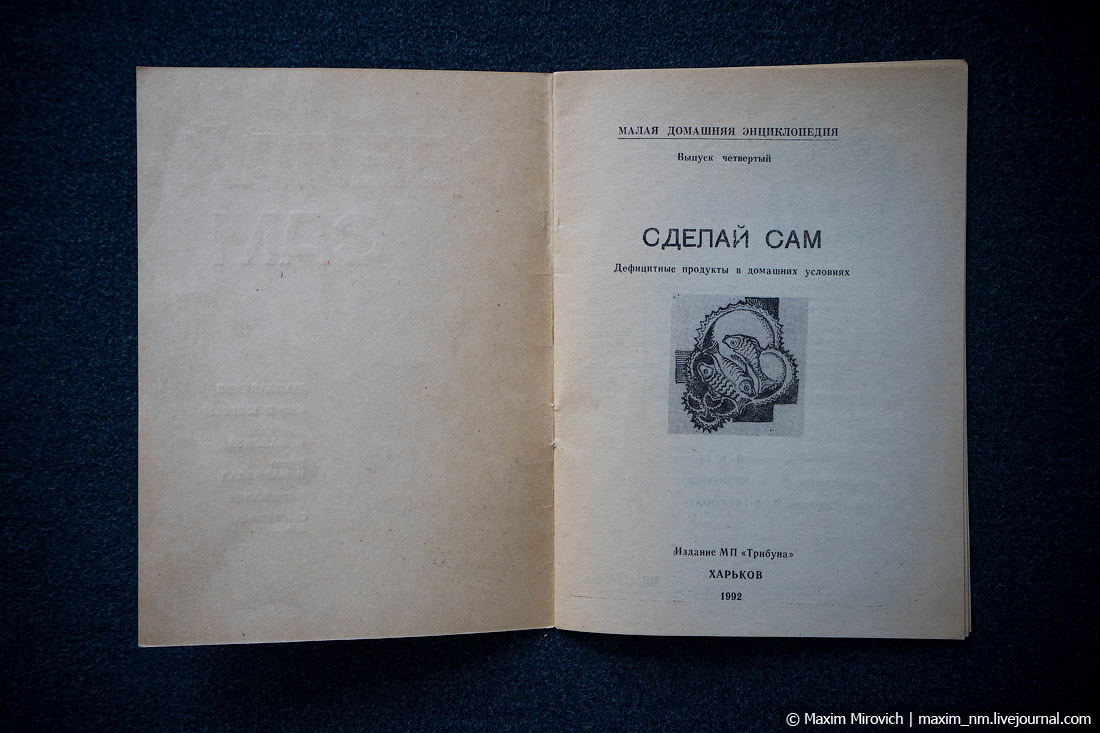 МАЛАЯ ДОМАШНЯЯ ЭНЦИКЛОПЕДИЯ
Выпуск четвертый
СДЕЛАЙ САМ
Дефицитные продукты в домашних условиях
Издание МП «Трибуна»
ХАРЬКОВ
1992
© Maxim Mirovich | maxim_nm.livejournal.com